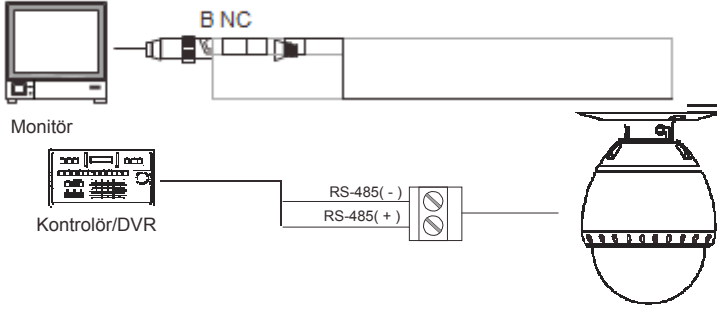 B NC
Monitör
RS-485( - )
RS-485( + )
Kontrolör/DVR